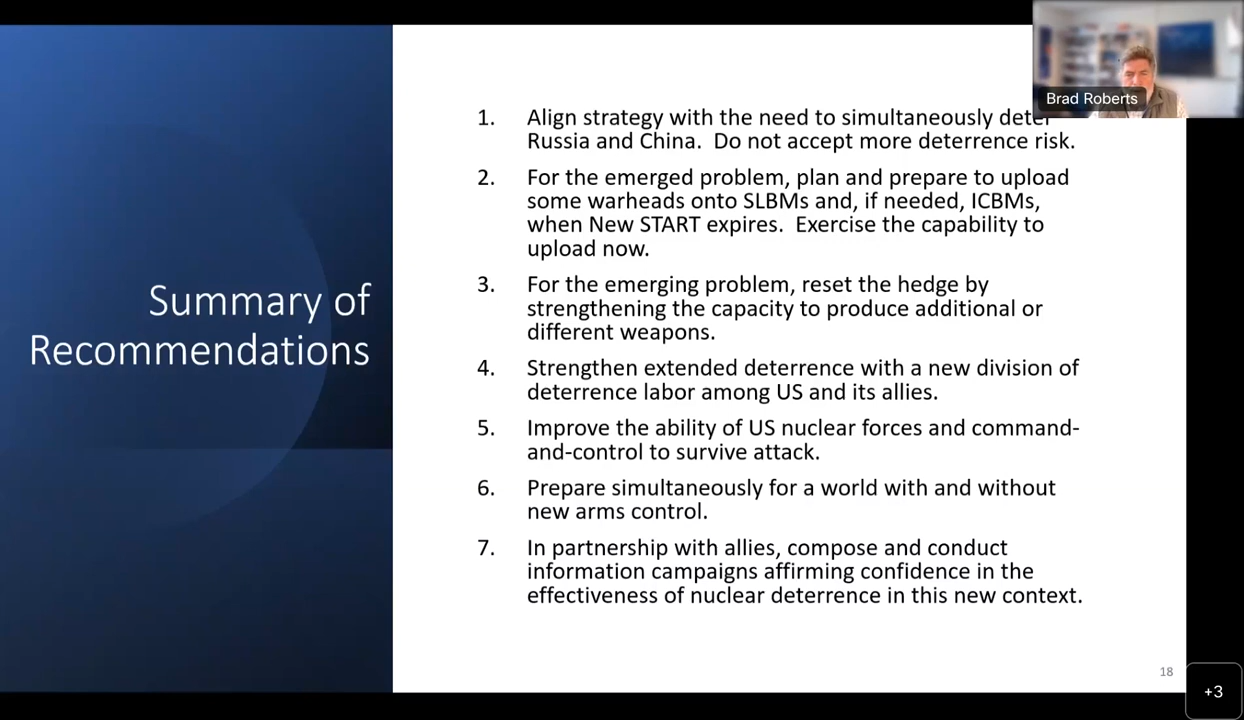 Brad Roberts
Summary of
Recommendations
1. Align strategy with the need to simultaneously deter
Russia and China. Do not accept more deterrence risk.
2. For the emerged problem, plan and prepare to upload
some warheads onto SLBMs and, if needed, ICBMs,
when New START expires. Exercise the capability to
upload now.
3. For the emerging problem, reset the hedge by
strengthening the capacity to produce additional or
different weapons.
4. Strengthen extended deterrence with a new division of
deterrence labor among US and its allies.
5. Improve the ability of US nuclear forces and command-
and-control to survive attack.
6. Prepare simultaneously for a world with and without
new arms control.
7. In partnership with allies, compose and conduct
information campaigns affirming confidence in the
effectiveness of nuclear deterrence in this new context.
18
+3